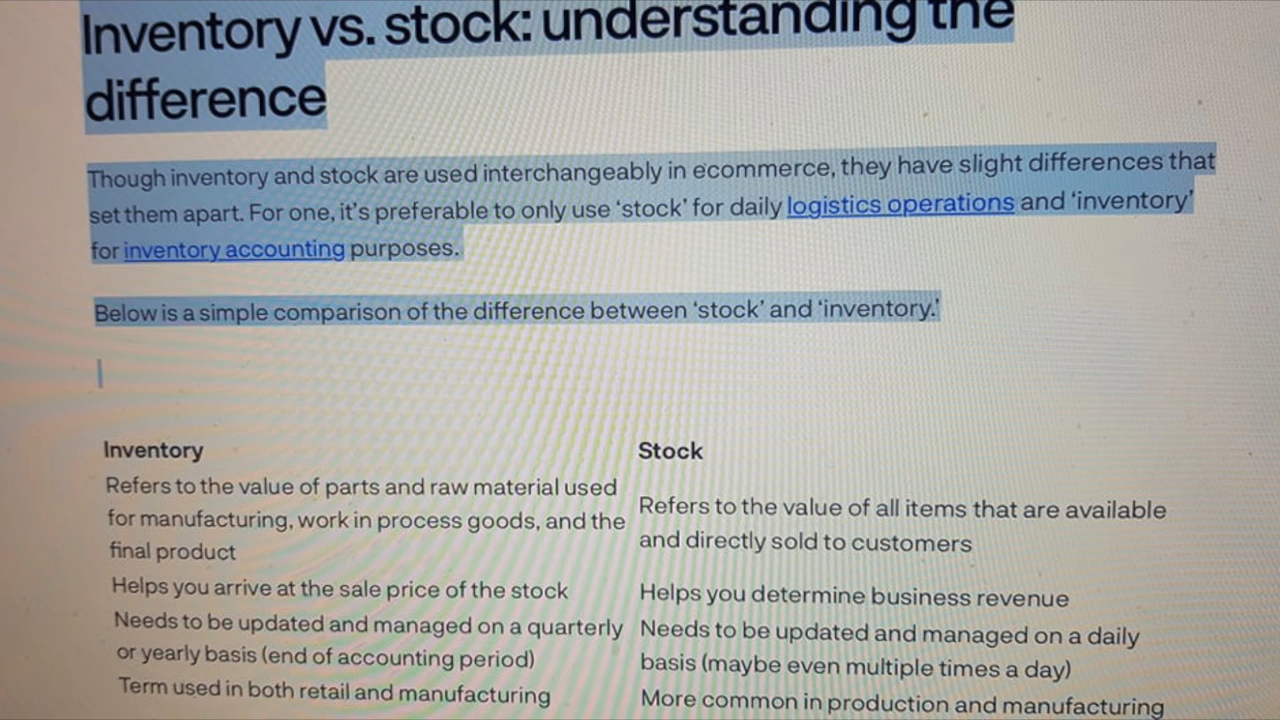 Inventory vs. stock: understanding the
difference
Though inventory and stock are used interchangeably in ecommerce, they have slight differences that
set them apart. For one, it's preferable to only use ‘stock’ for daily logistics operations and ‘inventory’
for inventory accounting purposes.
Below is a simple comparison of the difference between ‘stock’ and ‘inventory.’
Inventory
Refers to the value of parts and raw material used
for manufacturing, work in process goods, and the
final product
Helps you arrive at the sale price of the stock
Needs to be updated and managed on a quarterly
or yearly basis (end of accounting period)
Term used in both retail and manufacturing
Stock
Refers to the value of all items that are available
and directly sold to customers
Helps you determine business revenue
Needs to be updated and managed on a daily
basis (maybe even multiple times a day)
More common in production and manufacturing